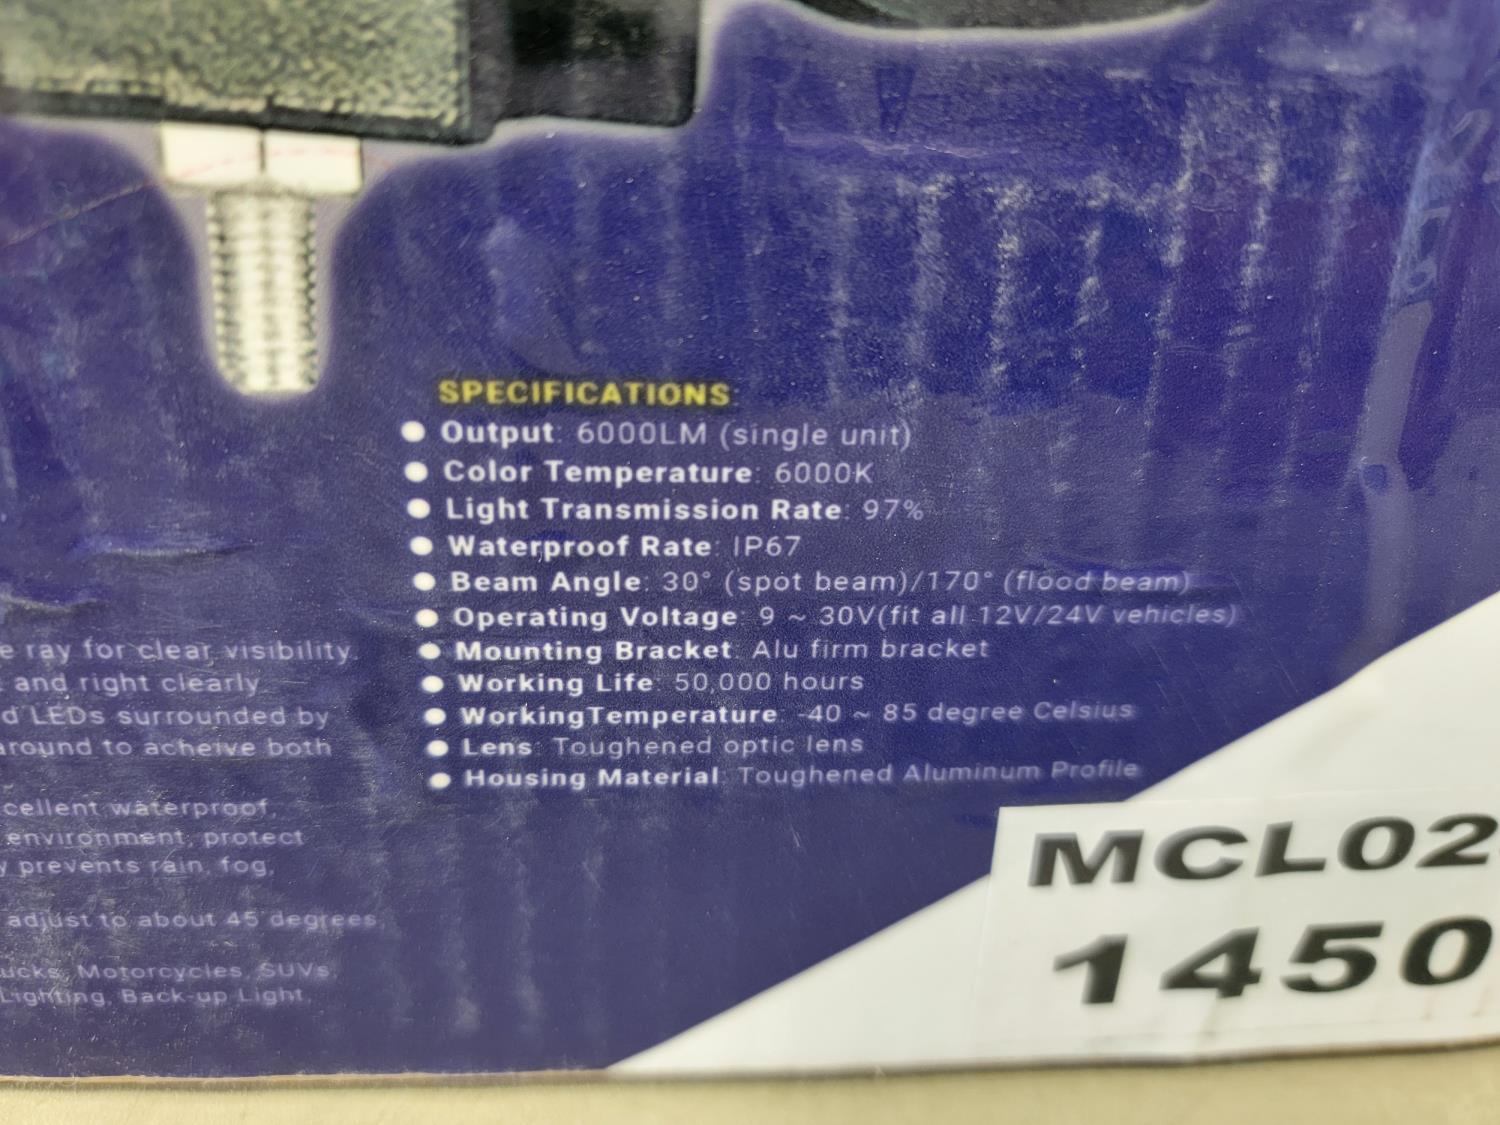 SPECIFICATIONS:
Output: 6000LM (single unit)
Color Temperature: 6000K
Light Transmission Rate: 97%
Waterproof Rate: IP67
Beam Angle: 30° (spot beam)/170° (flood beam)
Operating Voltage: 9 ~ 30V(fit all 12V/24V vehicles)
Mounting Bracket: Alu firm bracket
Working Life: 50,000 hours
WorkingTemperature: -40 ~ 85 degree Celsius
Lens: Toughened optic lens
Housing Material: Toughened Aluminum Profile
ray for clear visibility.
and right clearly
LEDs surrounded by
around to acheive both
waterproof,
environment, protect
prevents rain, fog,
adjust to about 45 degrees,
Motorcycles, SUVs,
Lighting, Back-up Light,
MCL02
1450